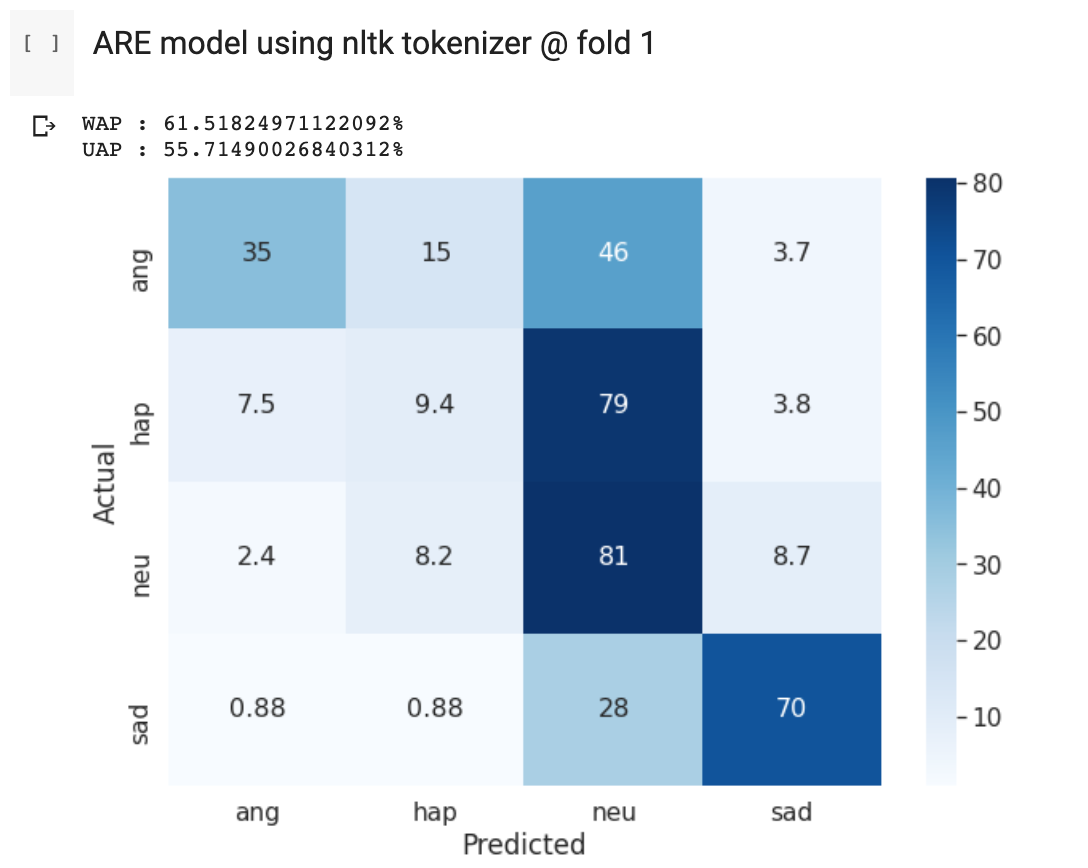 [ ] ARE model using nltk tokenizer @ fold 1
WAP : 61.51824971122092%
UAP : 55.71490026840312%
ang 35 15 46 3.7
hap 7.5 9.4 79 3.8
neu 2.4 8.2 81 8.7
sad 0.88 0.88 28 70
Actual
ang hap neu sad
Predicted
80
70
60
50
40
30
20
10